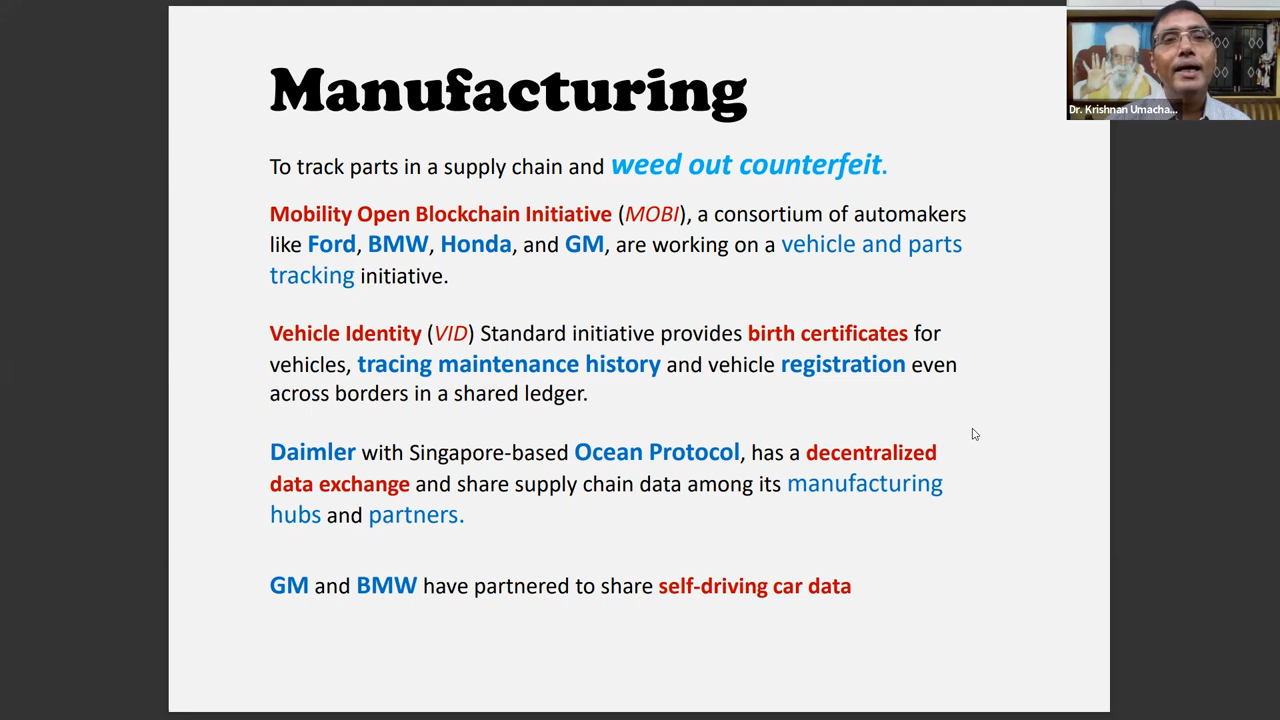 Manufacturing
To track parts in a supply chain and weed out counterfeit.
Mobility Open Blockchain Initiative (MOBI), a consortium of automakers
like Ford, BMW, Honda, and GM, are working on a vehicle and parts
tracking initiative.
Vehicle Identity (VID) Standard initiative provides birth certificates for
vehicles, tracing maintenance history and vehicle registration even
across borders in a shared ledger.
Daimler with Singapore-based Ocean Protocol, has a decentralized
data exchange and share supply chain data among its manufacturing
hubs and partners.
GM and BMW have partnered to share self-driving car data
Dr. Krishnan Umacha...